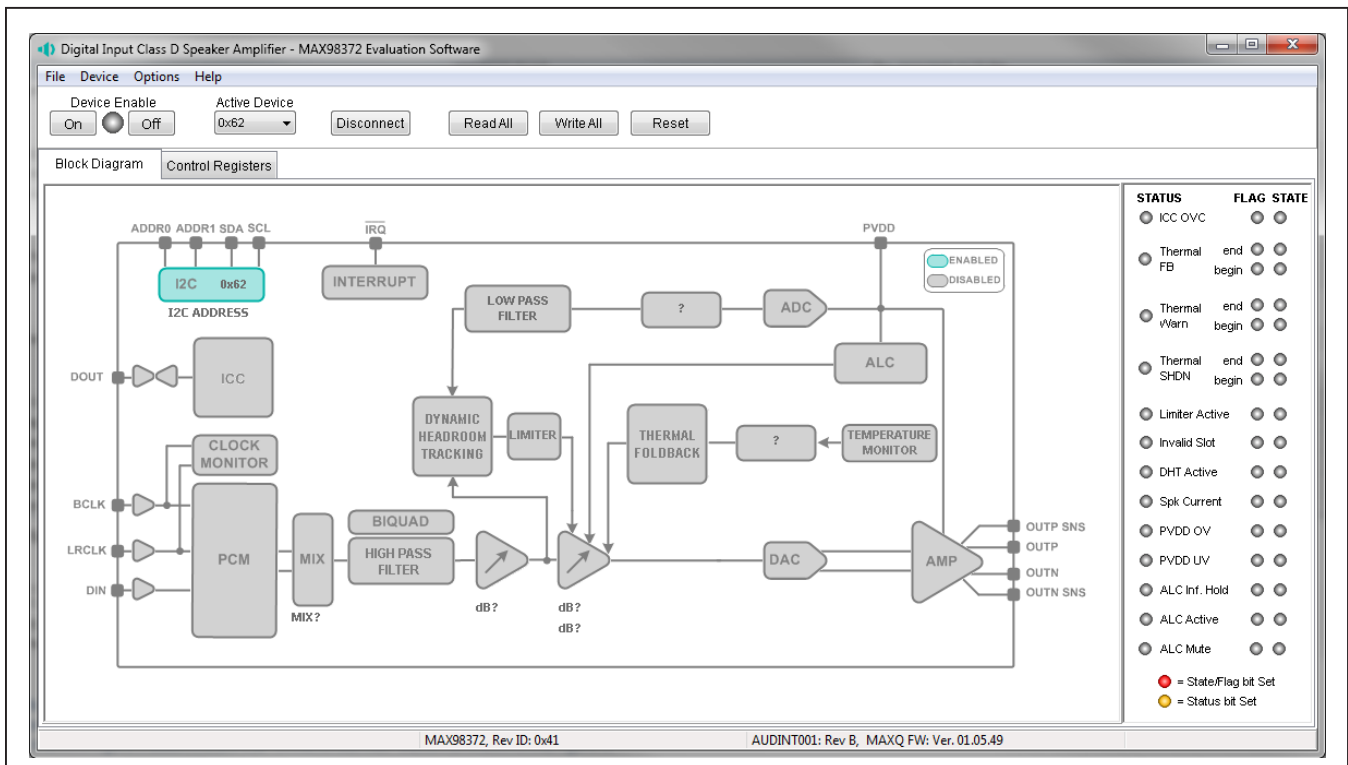 Digital Input Class D Speaker Amplifier - MAX98372 Evaluation Software
File Device Options Help
Device Enable
Active Device
On Off 0x62 Disconnect Read All Write All Reset
Block Diagram Control Registers
ADDR0 ADDR1 SDA SCL
IRQ
PVDD
I2C 0x62
I2C ADDRESS
INTERRUPT
ENABLED
DISABLED
LOW PASS
FILTER
?
ADC
ALC
DOUT
ICC
DYNAMIC
HEADROOM
TRACKING
LIMITER
THERMAL
FOLDBACK
?
TEMPERATURE
MONITOR
CLOCK
MONITOR
BCLK
LRCLK
DIN
PCM
MIX
MIX?
BIQUAD
HIGH PASS
FILTER
dB?
dB?
dB?
DAC
AMP
OUTP SNS
OUTP
OUTN
OUTN SNS
STATUS FLAG STATE
ICC OVC
Thermal FB end
begin
Thermal Warn end
begin
Thermal SHDN end
begin
Limiter Active
Invalid Slot
DHT Active
Spk Current
PVDD OV
PVDD UV
ALC Inf. Hold
ALC Active
ALC Mute
= State/Flag bit Set
= Status bit Set
MAX98372, Rev ID: 0x41
AUDINT001: Rev B, MAXQ FW: Ver. 01.05.49